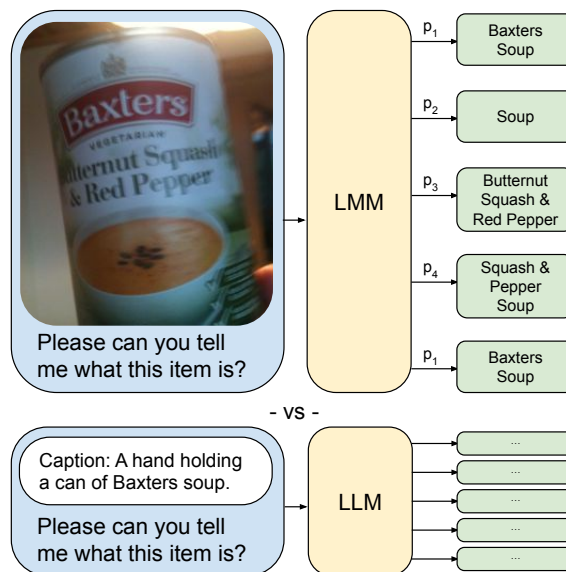 Baxters
VEGETARIAN
Butternut Squash
& Red Pepper
Please can you tell
me what this item is?
LMM
p1
Baxters
Soup
p2
Soup
p3
Butternut
Squash &
Red Pepper
p4
Squash &
Pepper
Soup
p1
Baxters
Soup
- vs -
Caption: A hand holding
a can of Baxters soup.
Please can you tell
me what this item is?
LLM
...
...
...
...
...